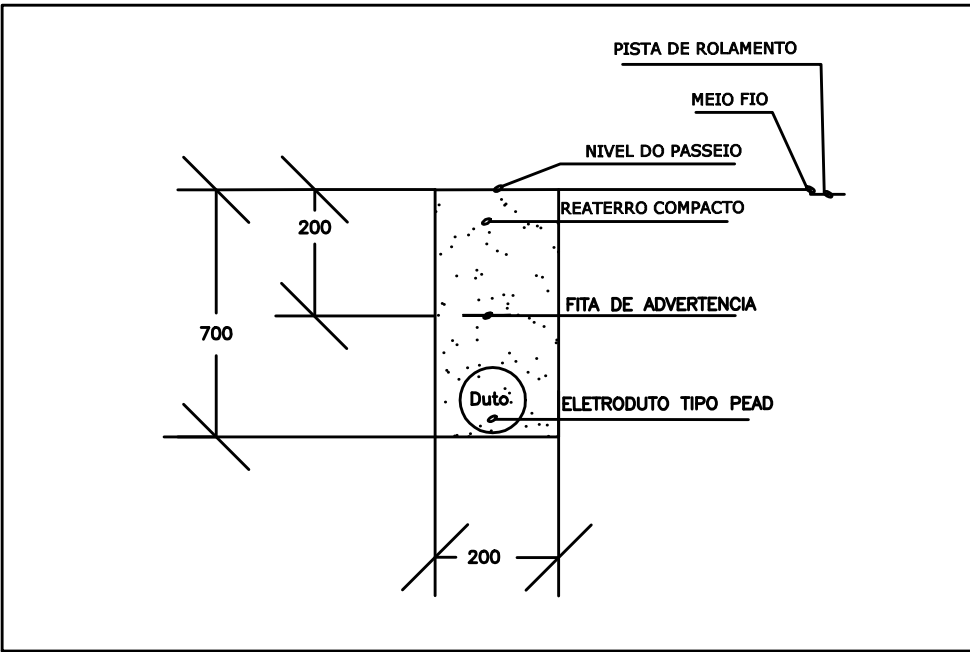 PISTA DE ROLAMENTO
MEIO FIO
NIVEL DO PASSEIO
REATERRO COMPACTO
200
FITA DE ADVERTENCIA
700
Duto
ELETRODUTO TIPO PEAD
200